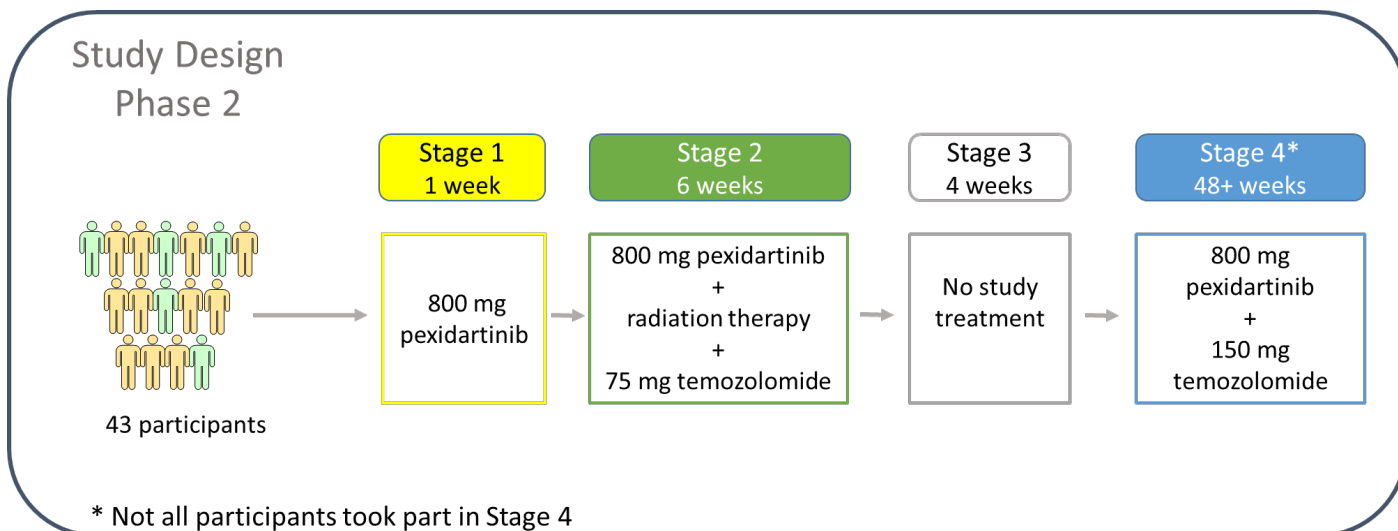 Study Design
Phase 2
Stage 1
1 week
Stage 2
6 weeks
Stage 3
4 weeks
Stage 4*
48+ weeks
43 participants
800 mg
pexidartinib
800 mg pexidartinib
+
radiation therapy
+
75 mg temozolomide
No study
treatment
800 mg
pexidartinib
+
150 mg
temozolomide
* Not all participants took part in Stage 4